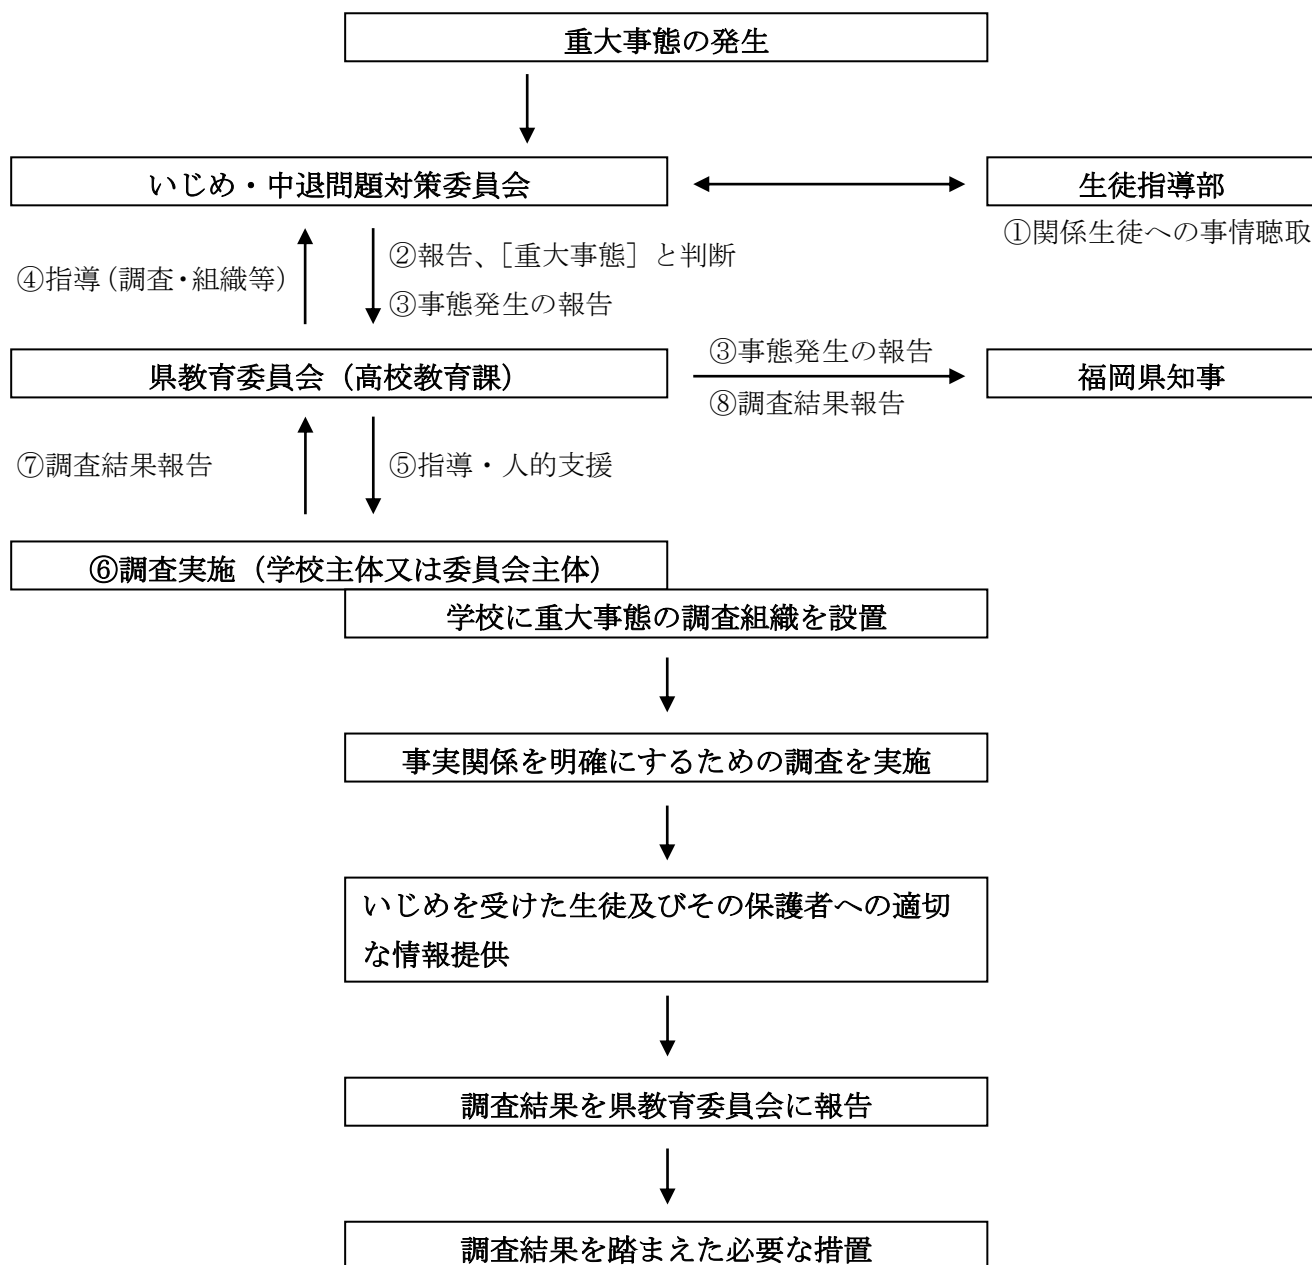 重大事態の発生
いじめ・中退問題対策委員会
生徒指導部
①関係生徒への事情聴取
②報告、［重大事態］と判断
④指導（調査・組織等）
③事態発生の報告
③事態発生の報告
県教育委員会（高校教育課）
福岡県知事
⑧調査結果報告
⑦調査結果報告
⑤指導・人的支援
⑥調査実施（学校主体又は委員会主体）
学校に重大事態の調査組織を設置
事実関係を明確にするための調査を実施
いじめを受けた生徒及びその保護者への適切
な情報提供
調査結果を県教育委員会に報告
調査結果を踏まえた必要な措置